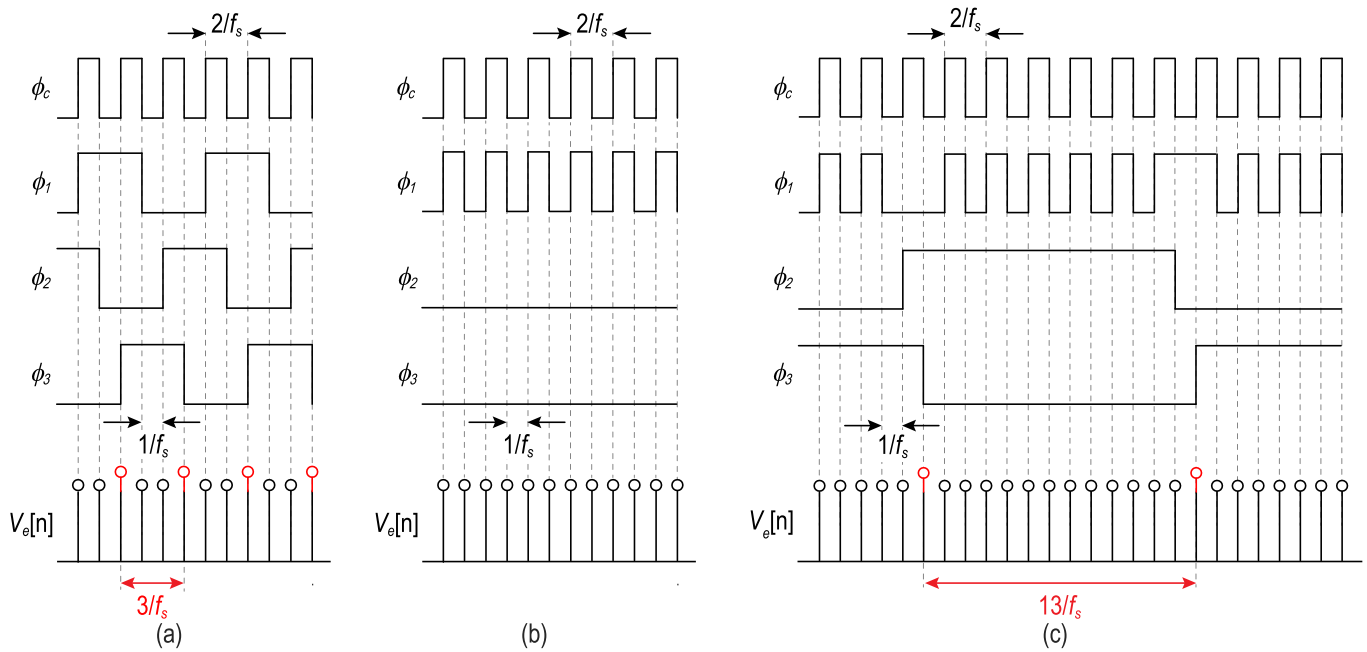 2/fs
2/fs
2/fs
ϕc
ϕc
ϕc
ϕ1
ϕ1
ϕ1
ϕ2
ϕ2
ϕ2
ϕ3
ϕ3
ϕ3
1/fs
1/fs
1/fs
Ve[n]
Ve[n]
Ve[n]
3/fs
13/fs
(a)
(b)
(c)